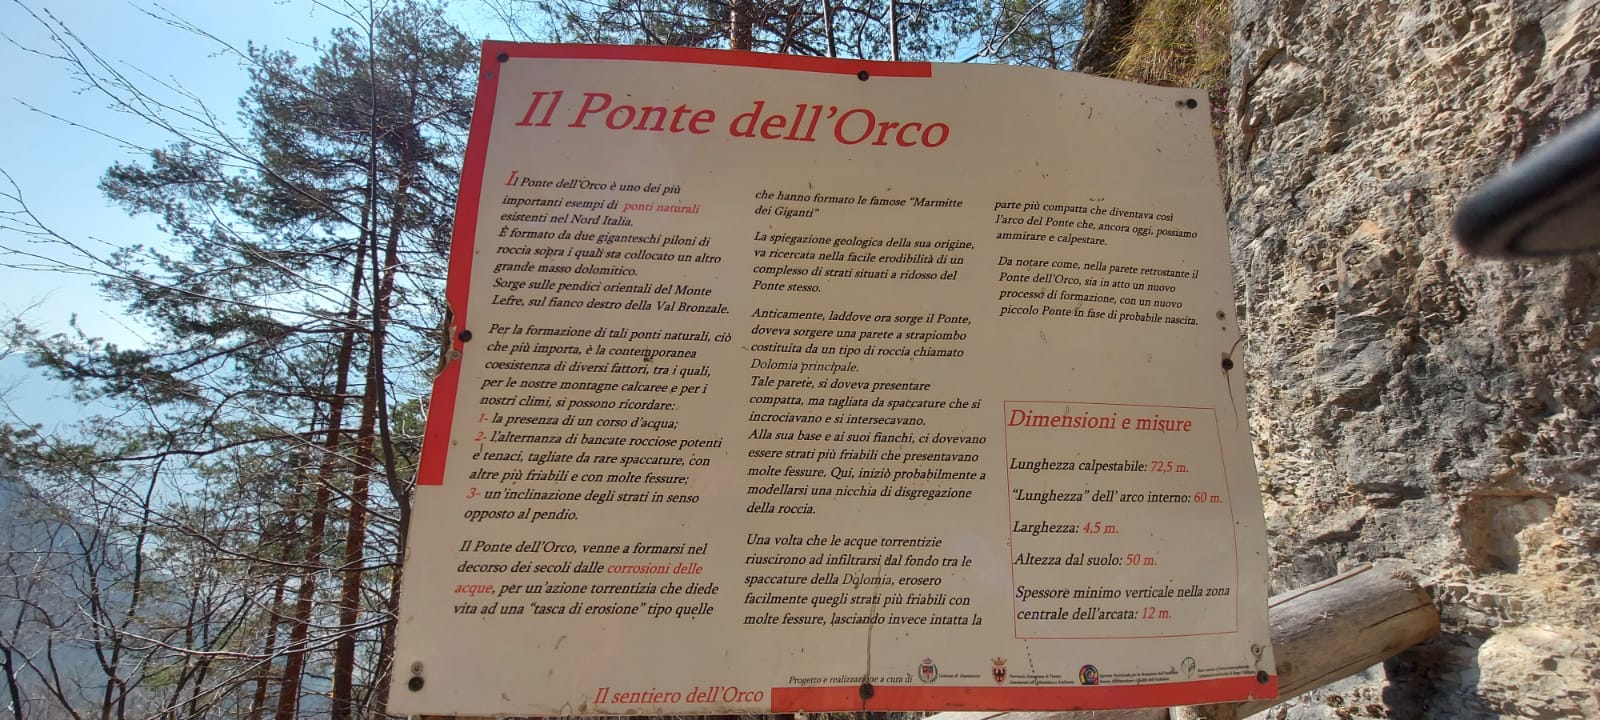 Il Ponte dell'Orco
Il Ponte dell'Orco è uno dei più
importanti esempi di ponti naturali
esistenti nel Nord Italia.
È formato da due giganteschi piloni di
roccia sopra i quali sta collocato un altro
grande masso dolomitico.
Sorge sulle pendici orientali del Monte
Lefre, sul fianco destro della Val Bronzale.
Per la formazione di tali ponti naturali, ciò
che più importa, è la contemporanea
coesistenza di diversi fattori, tra i quali,
per le nostre montagne calcaree e per i
nostri climi, si possono ricordare:
1- la presenza di un corso d'acqua;
2- l'alternanza di bancate rocciose potenti
e tenaci, tagliate da rare spaccature, con
altre più friabili e con molte fessure;
3- un'inclinazione degli strati in senso
opposto al pendio.
Il Ponte dell'Orco, venne a formarsi nel
decorso dei secoli dalle corrosioni delle
acque, per un'azione torrentizia che diede
vita ad una "tasca di erosione" tipo quelle
che hanno formato le famose "Marmitte
dei Giganti"
La spiegazione geologica della sua origine,
va ricercata nella facile erodibilità di un
complesso di strati situati a ridosso del
Ponte stesso.
Anticamente, laddove ora sorge il Ponte,
doveva sorgere una parete a strapiombo
costituita da un tipo di roccia chiamato
Dolomia principale.
Tale parete, si doveva presentare
compatta, ma tagliata da spaccature che si
incrociavano e si intersecavano.
Alla sua base e ai suoi fianchi, ci dovevano
essere strati più friabili che presentavano
molte fessure. Qui, iniziò probabilmente a
modellarsi una nicchia di disgregazione
della roccia.
Una volta che le acque torrentizie
riuscirono ad infiltrarsi dal fondo tra le
spaccature della Dolomia, erosero
facilmente quegli strati più friabili con
molte fessure, lasciando invece intatta la
parte più compatta che diventava così
l'arco del Ponte che, ancora oggi, possiamo
ammirare e calpestare.
Da notare come, nella parete retrostante il
Ponte dell'Orco, sia in atto un nuovo
processo di formazione, con un nuovo
piccolo Ponte in fase di probabile nascita.
Dimensioni e misure
Lunghezza calpestabile: 72,5 m.
"Lunghezza" dell' arco interno: 60 m.
Larghezza: 4,5 m.
Altezza dal suolo: 50 m.
Spessore minimo verticale nella zona
centrale dell'arcata: 12 m.
Progetto e realizzazione a cura di
Il sentiero dell'Orco